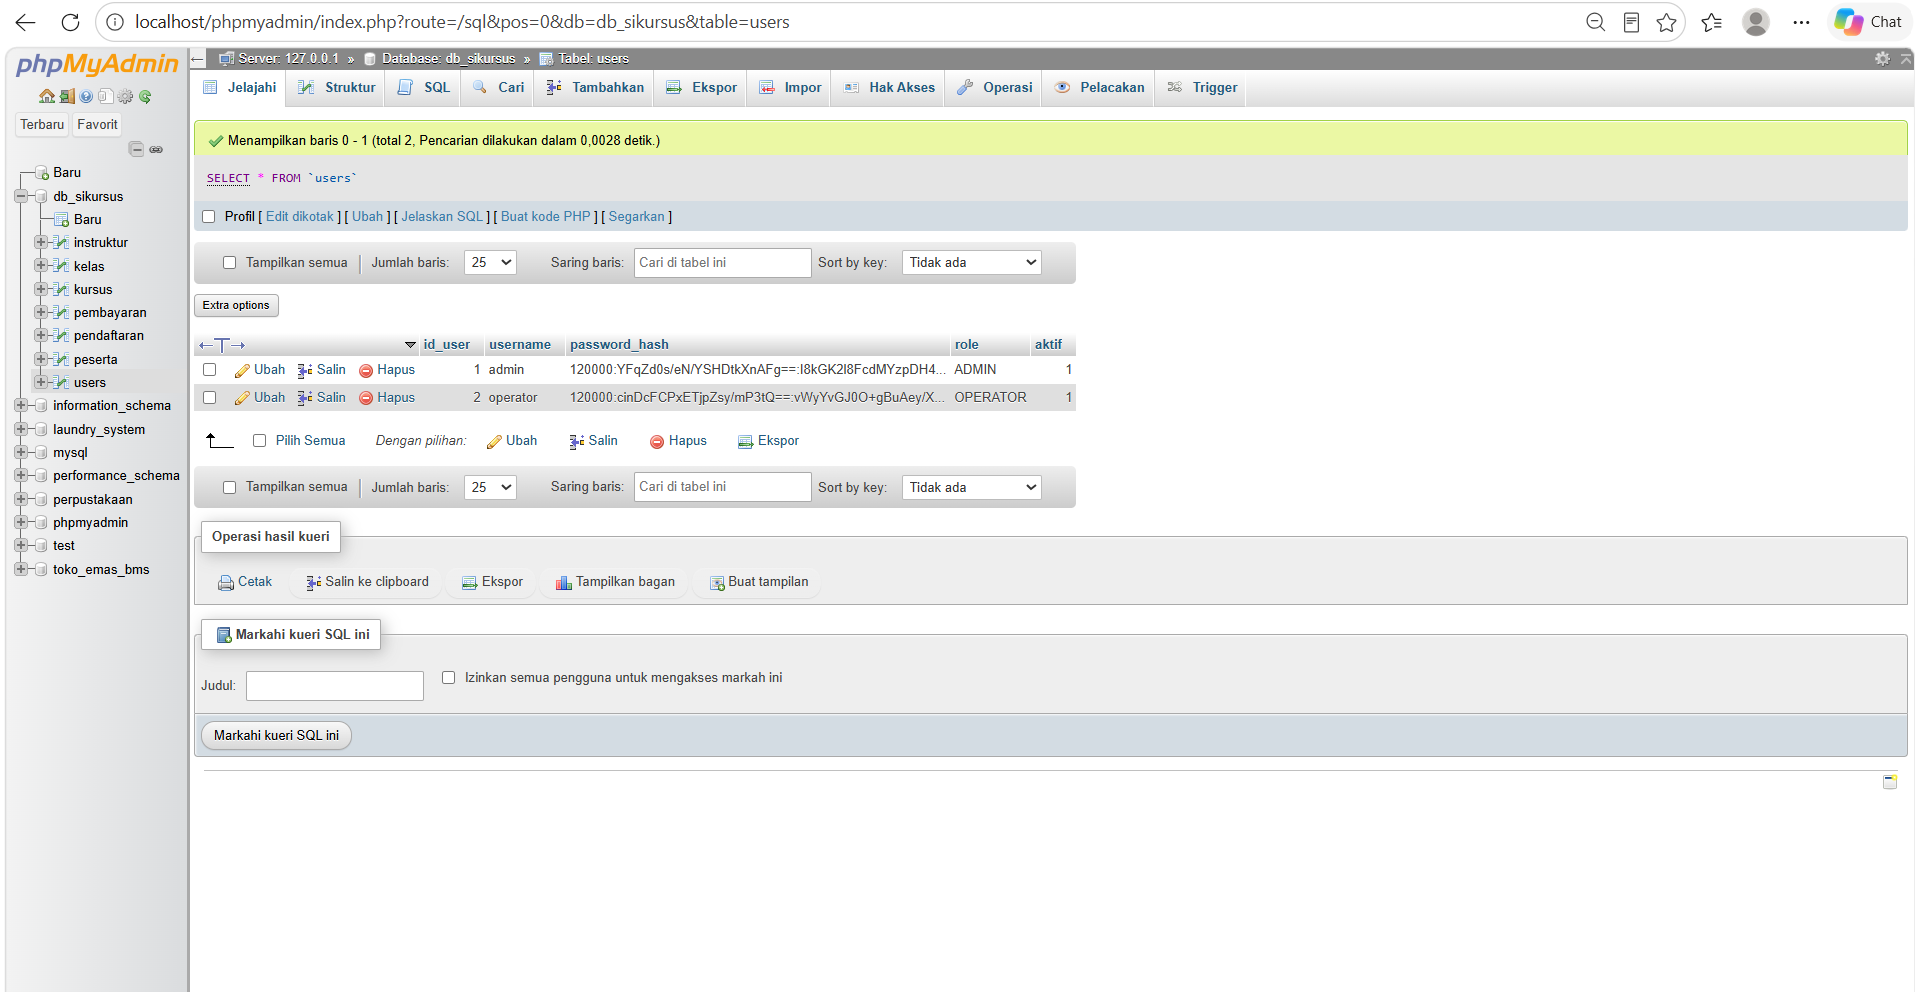 localhost/phpmyadmin/index.php?route=/sql&pos=0&db=db_sikursus&table=users
Chat
phpMyAdmin
Terbaru Favorit
Baru
db_sikursus
Baru
instruktur
kelas
kursus
pembayaran
pendaftaran
peserta
users
information_schema
laundry_system
mysql
performance_schema
perpustakaan
phpmyadmin
test
toko_emas_bms
Server: 127.0.0.1 » Database: db_sikursus » Tabel: users
Jelajahi Struktur SQL Cari Tambahkan Ekspor Impor Hak Akses Operasi Pelacakan Trigger
Menampilkan baris 0 - 1 (total 2, Pencarian dilakukan dalam 0,0028 detik.)
SELECT * FROM `users`
Profil [ Edit dikotak ] [ Ubah ] [ Jelaskan SQL ] [ Buat kode PHP ] [ Segarkan ]
Tampilkan semua Jumlah baris: 25 Saring baris: Cari di tabel ini Sort by key: Tidak ada
Extra options
id_user username password_hash role aktif
Ubah Salin Hapus 1 admin 120000:YFqZd0s/eN/YSHDtkXnAFg==:I8kGK2I8FcdMYzpDH4... ADMIN 1
Ubah Salin Hapus 2 operator 120000:cinDcFCPxETjpZsy/mP3tQ==:vWyYvGJ0O+gBuAey/X... OPERATOR 1
Pilih Semua Dengan pilihan: Ubah Salin Hapus Ekspor
Tampilkan semua Jumlah baris: 25 Saring baris: Cari di tabel ini Sort by key: Tidak ada
Operasi hasil kueri
Cetak Salin ke clipboard Ekspor Tampilkan bagan Buat tampilan
Markahi kueri SQL ini
Judul: Izinkan semua pengguna untuk mengakses markah ini
Markahi kueri SQL ini